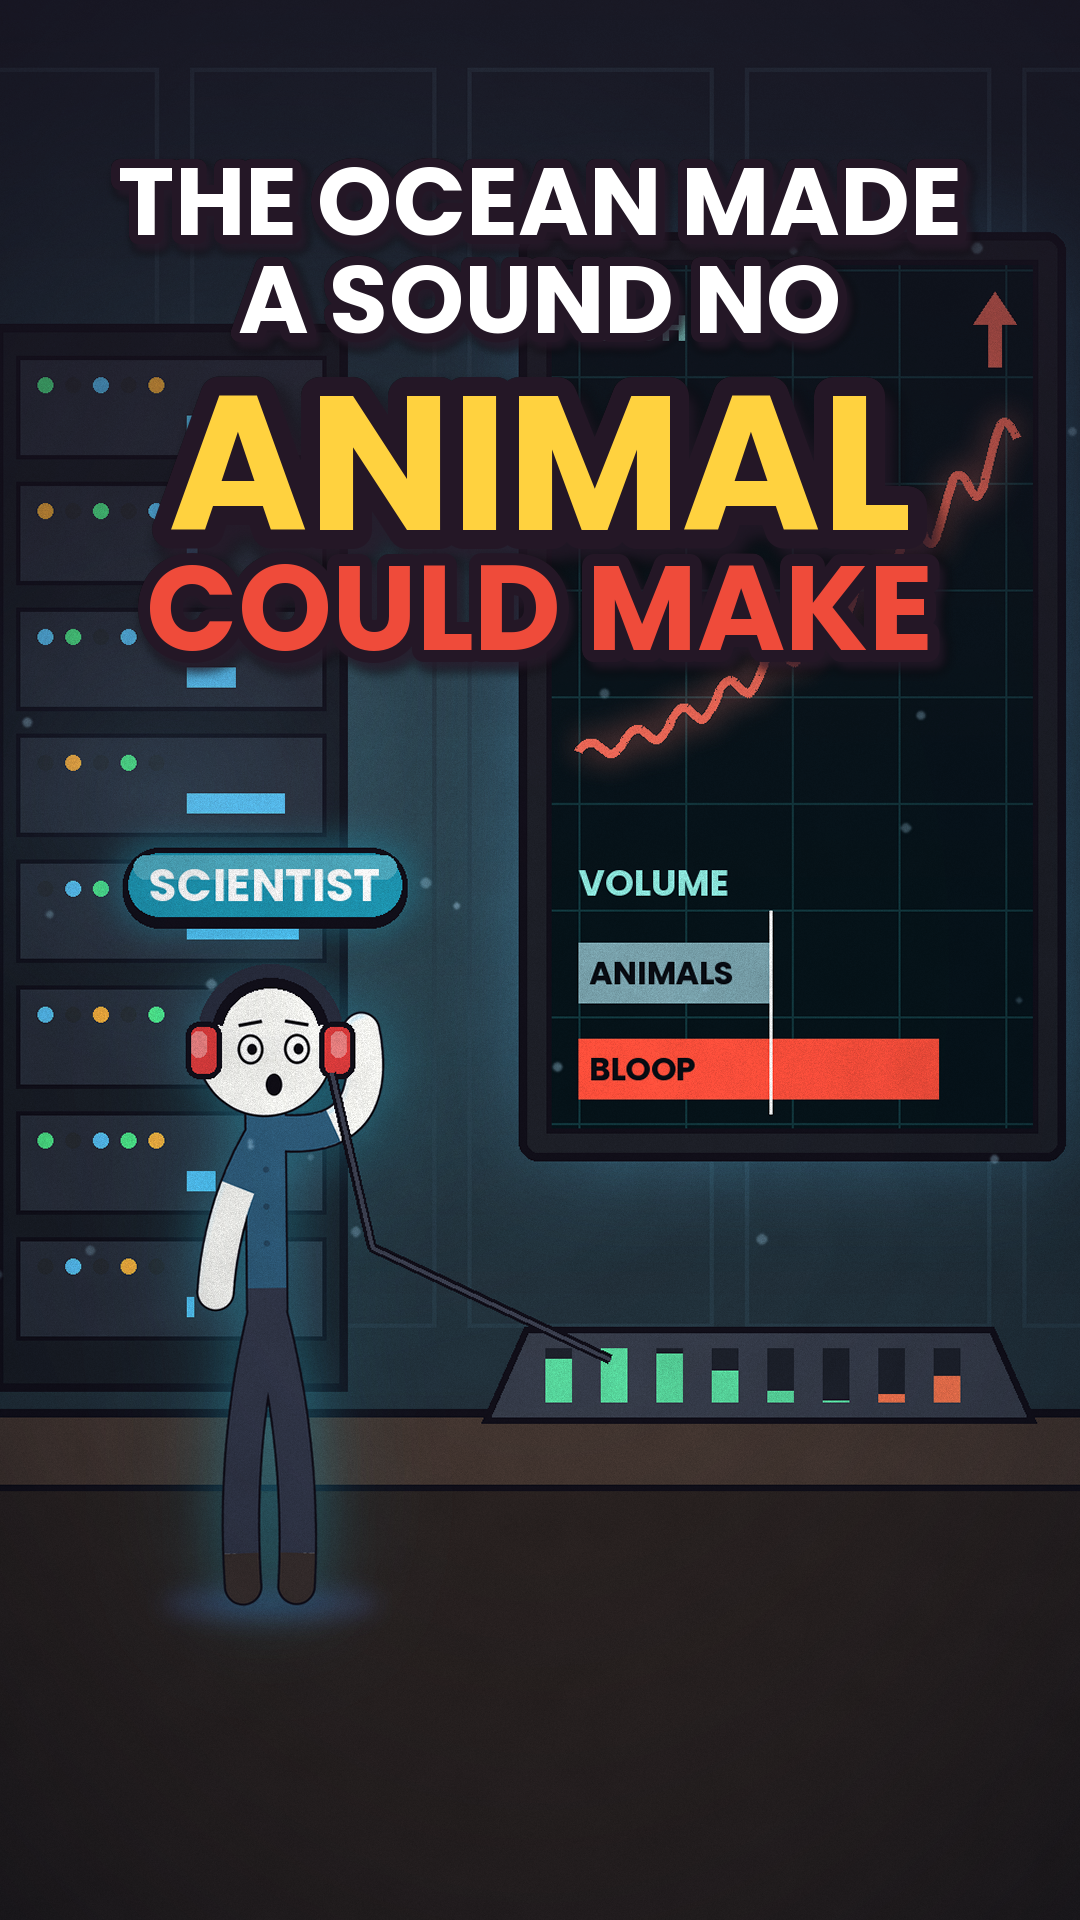 THE OCEAN MADE
A SOUND NO
ANIMAL
COULD MAKE
SCIENTIST
VOLUME
ANIMALS
BLOOP